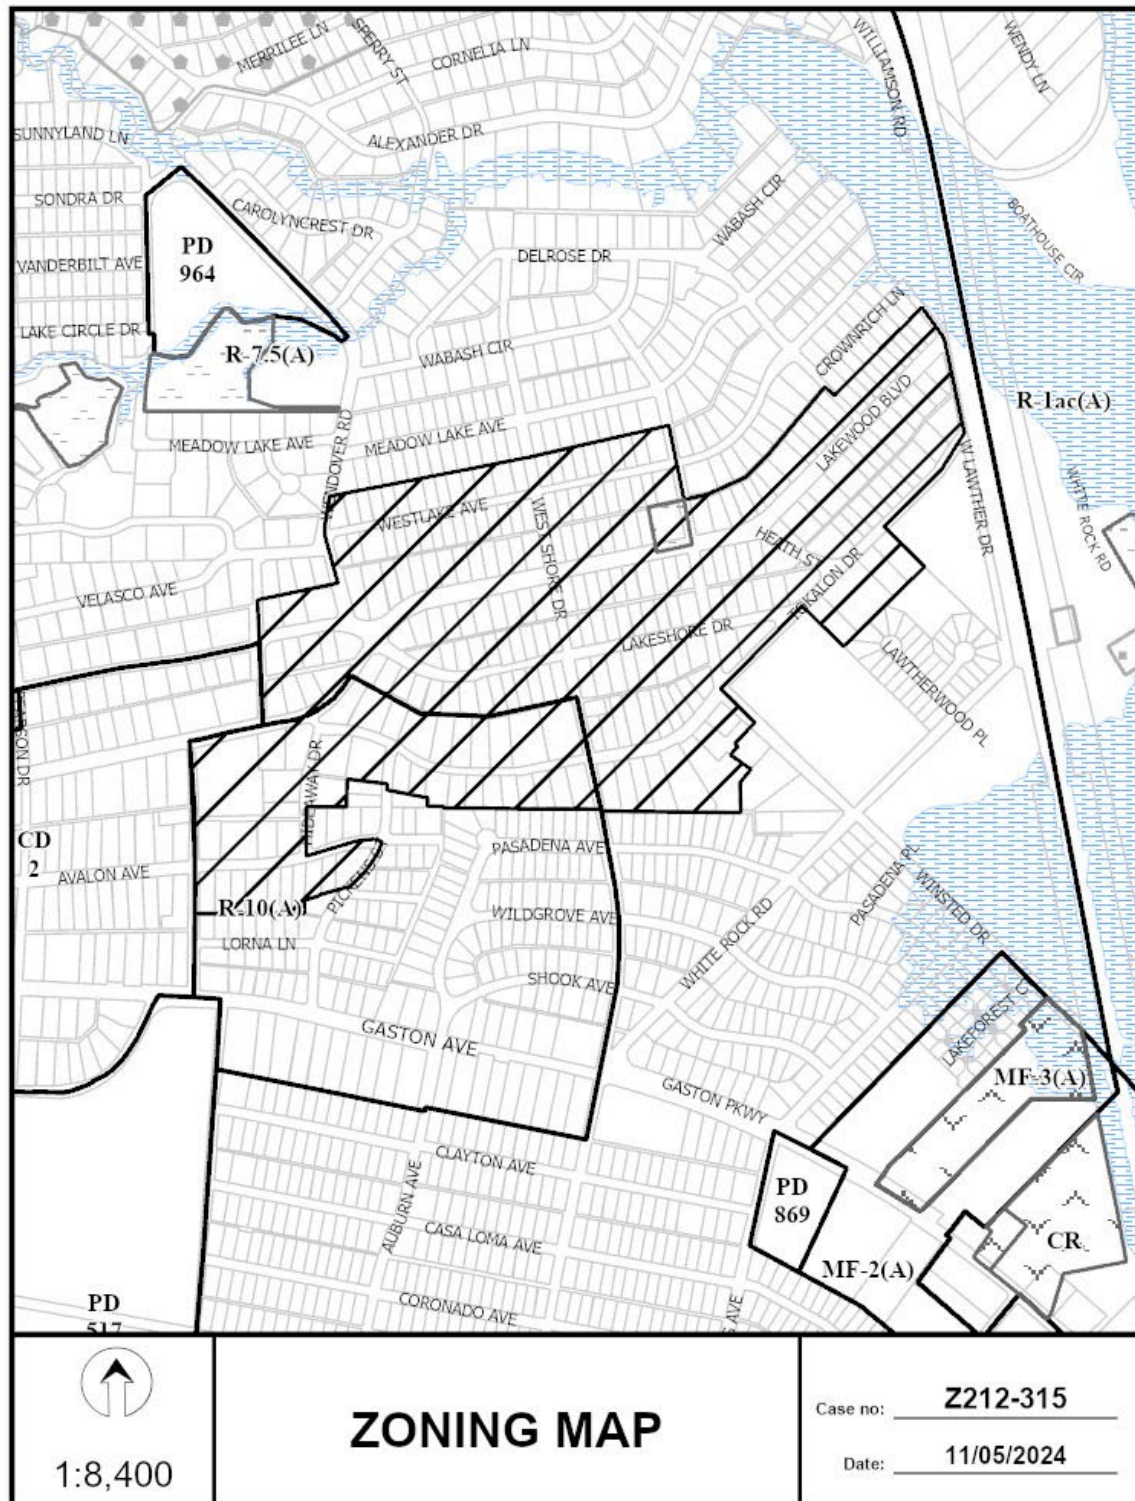 MERRILEE LN
SPERRY ST
CORNELIA LN
WILLIAMSON RD
WENDY LN
SUNNYLAND LN
ALEXANDER DR
SONDRA DR
CAROLYNCREST DR
WABASH CIR
BOATHOUSE CIR
PD
964
VANDERBILT AVE
DELROSE DR
LAKE CIRCLE DR
R-7.5(A)
WABASH CIR
CROWNRICH LN
R-1ac(A)
LAKEWOOD BLVD
MEADOW LAKE AVE
WENDOVER RD
MEADOW LAKE AVE
W LAWTHER DR
WHITE ROCK RD
WESTLAKE AVE
WEST SHORE DR
HEATH ST
TOKALON DR
VELASCO AVE
LAKESHORE DR
LAWTHERWOOD PL
HIDEAWAY DR
CD
2
AVALON AVE
PASADENA AVE
PASADENA PL
WINSTED DR
R-10(A)
WILDGROVE AVE
WHITE ROCK RD
LORNA LN
SHOOK AVE
LAKEFOREST
GASTON AVE
MF-3(A)
GASTON PKWY
CLAYTON AVE
AUBURN AVE
PD
869
CASA LOMA AVE
CR
MF-2(A)
PD
517
CORONADO AVE
AVE
1:8,400
ZONING MAP
Case no: Z212-315
Date: 11/05/2024